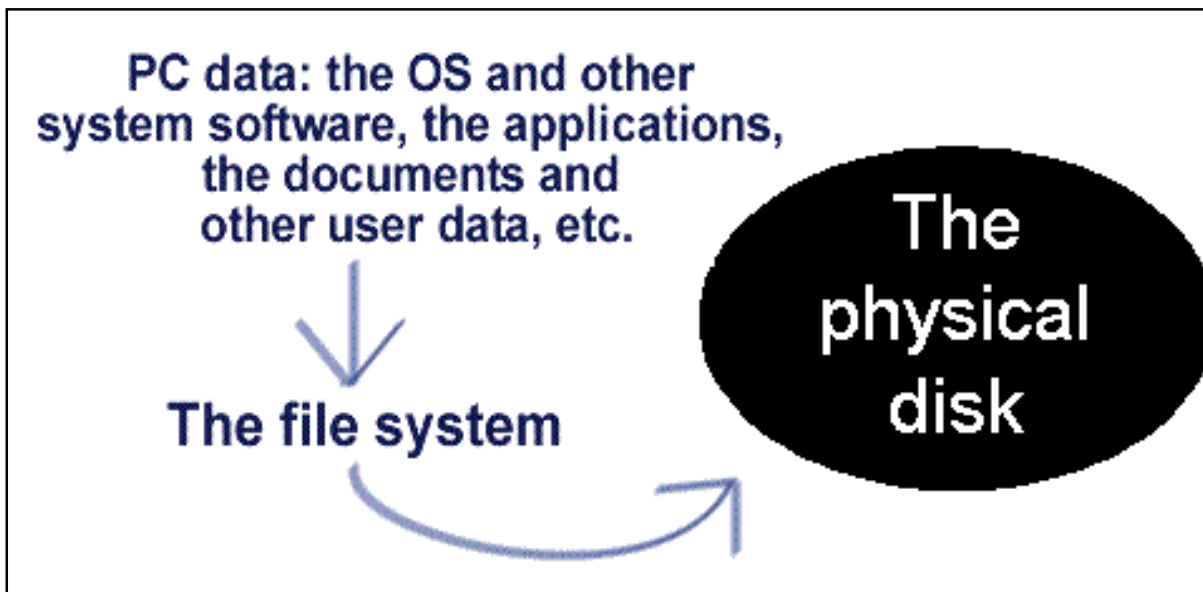 PC data: the OS and other
system software, the applications,
the documents and
other user data, etc.
The file system
The
physical
disk